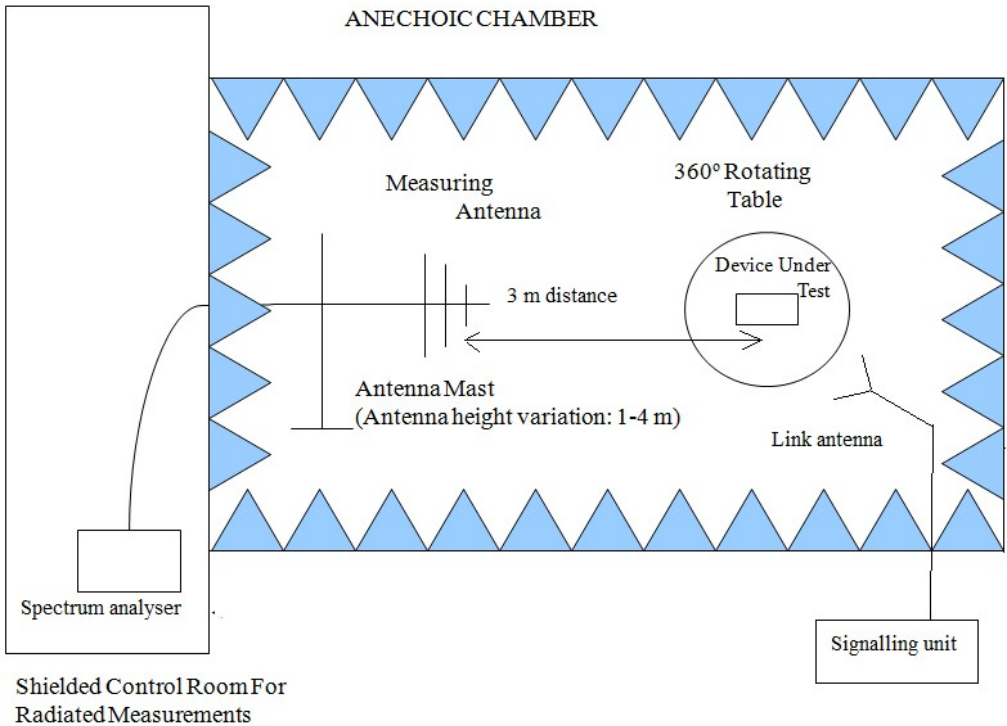 ANECHOIC CHAMBER
Measuring
Antenna
360º Rotating
Table
Device Under
Test
3 m distance
Antenna Mast
(Antenna height variation: 1-4 m)
Link antenna
Spectrum analyser
Signalling unit
Shielded Control Room For
Radiated Measurements